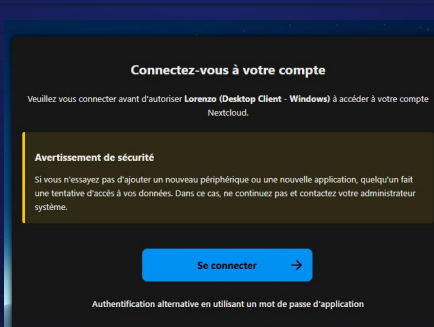 Connectez-vous à votre compte
Veuillez vous connecter avant d'autoriser Lorenzo (Desktop Client - Windows) à accéder à votre compte
Nextcloud.
Avertissement de sécurité
Si vous n'essayez pas d'ajouter un nouveau périphérique ou une nouvelle application, quelqu'un fait
une tentative d'accès à vos données. Dans ce cas, ne continuez pas et contactez votre administrateur
système.
Se connecter →
Authentification alternative en utilisant un mot de passe d'application